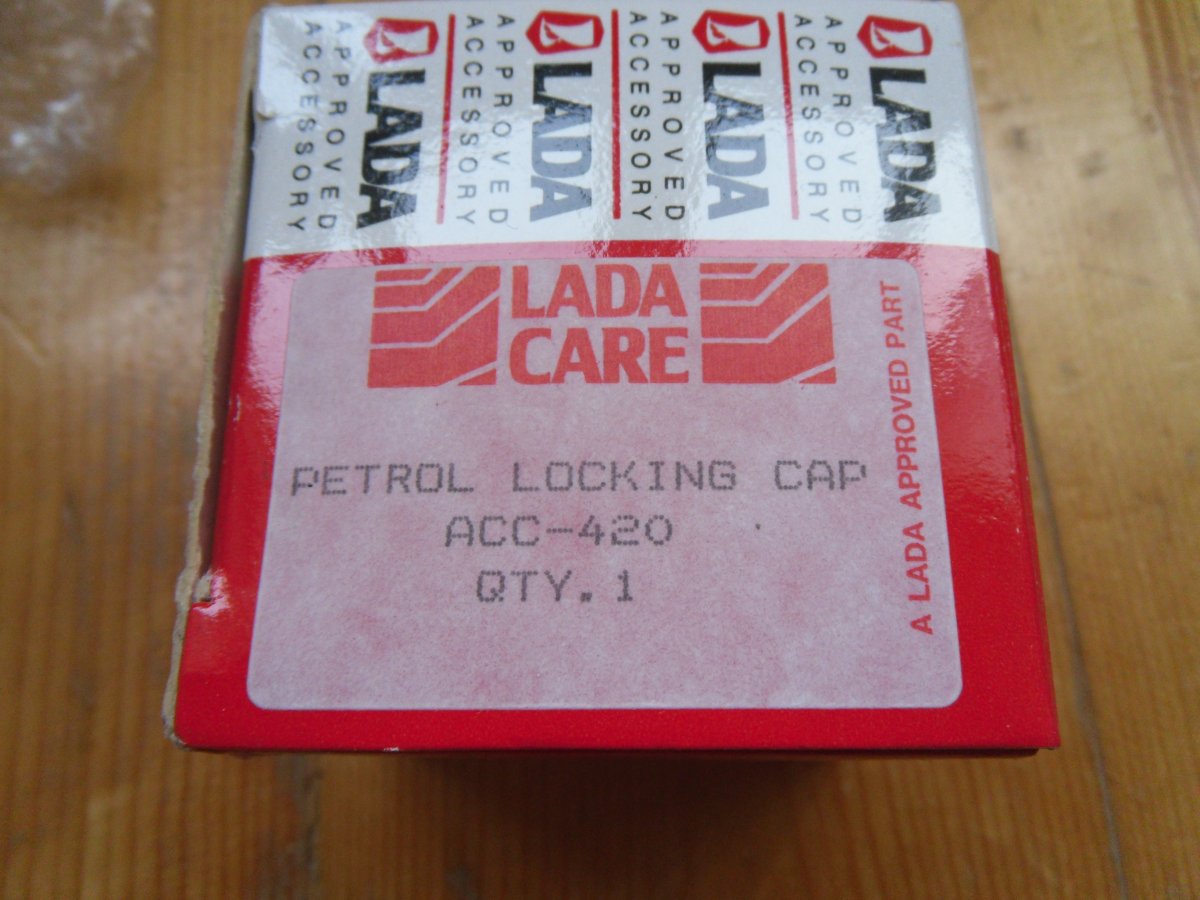 LADA
APPROVED
ACCESSORY
LADA
APPROVED
ACCESSORY
LADA
APPROVED
ACCESSORY
LADA
APPROVED
ACCESSORY
LADA
CARE
PETROL LOCKING CAP
ACC-420
QTY.1
A LADA APPROVED PART